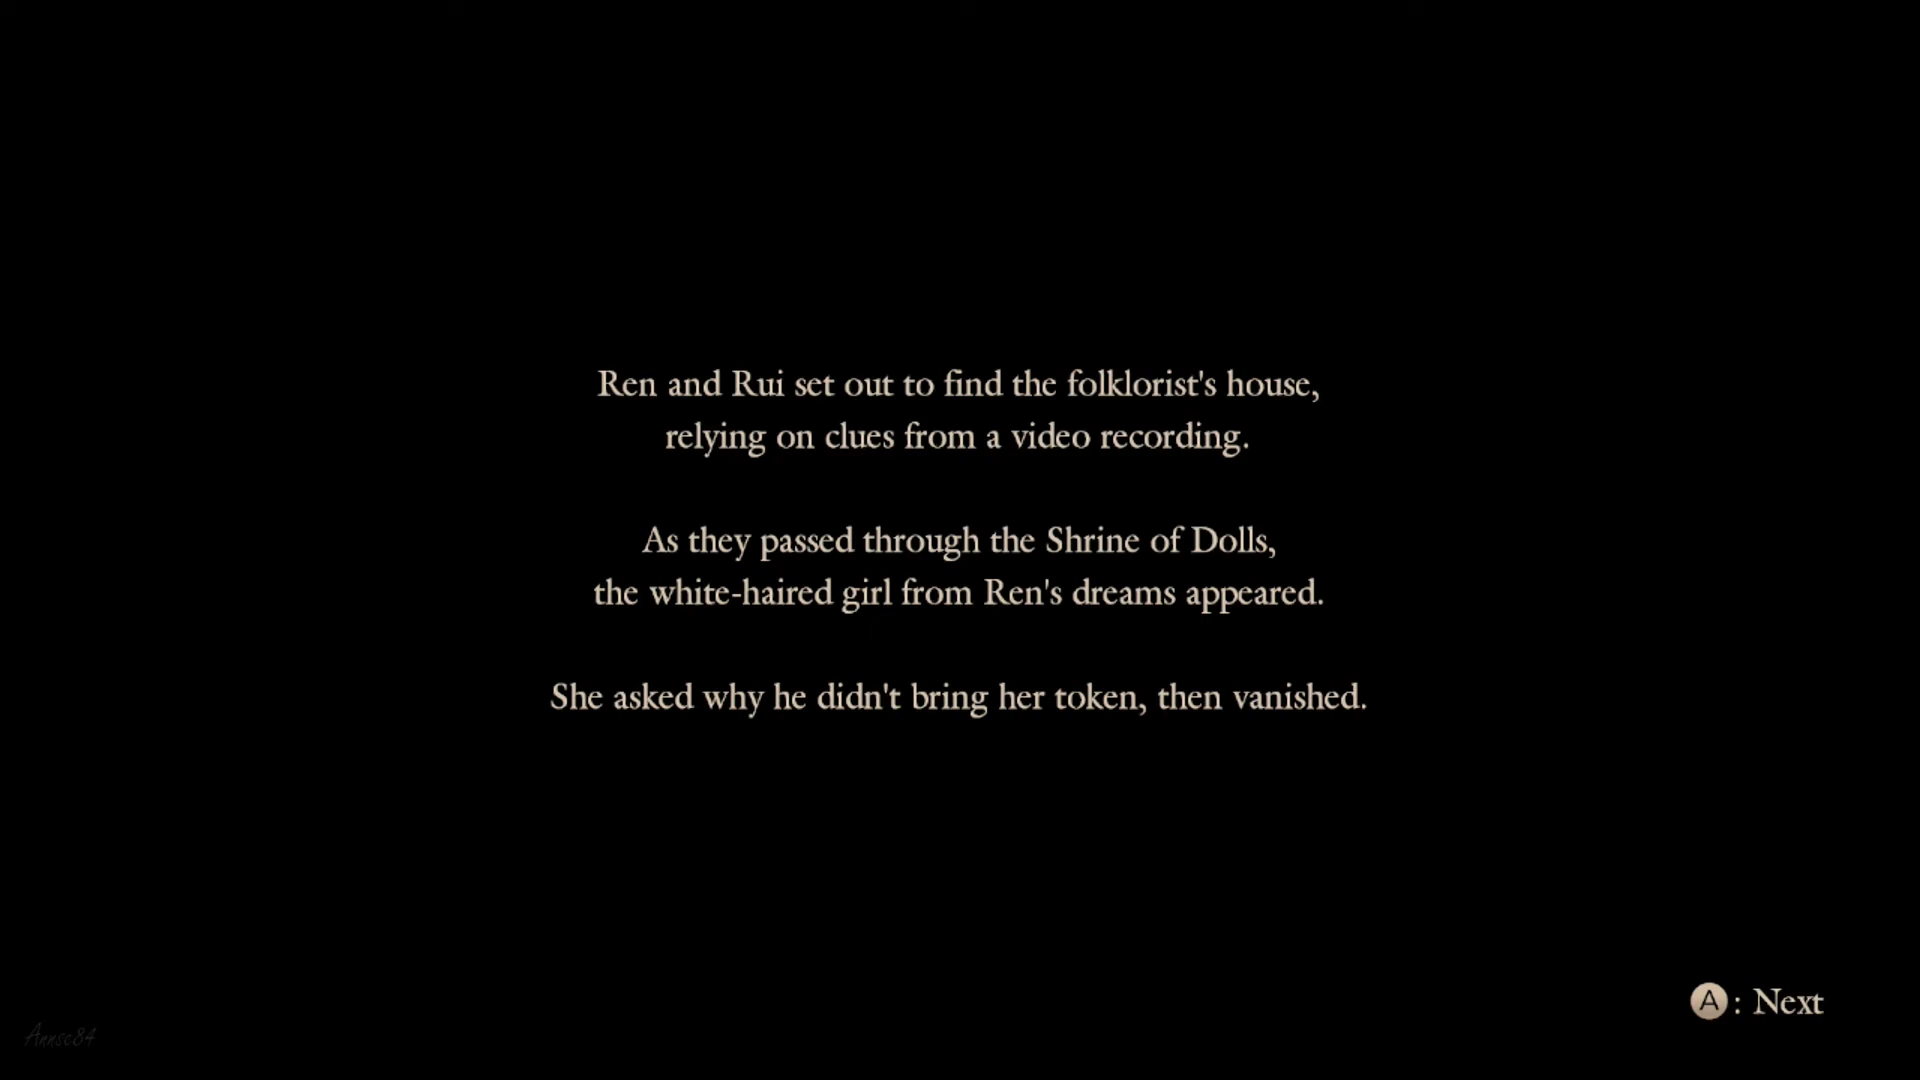 Ren and Rui set out to find the folklorist's house,
relying on clues from a video recording.
As they passed through the Shrine of Dolls,
the white-haired girl from Ren's dreams appeared.
She asked why he didn't bring her token, then vanished.
A : Next
Annsc84